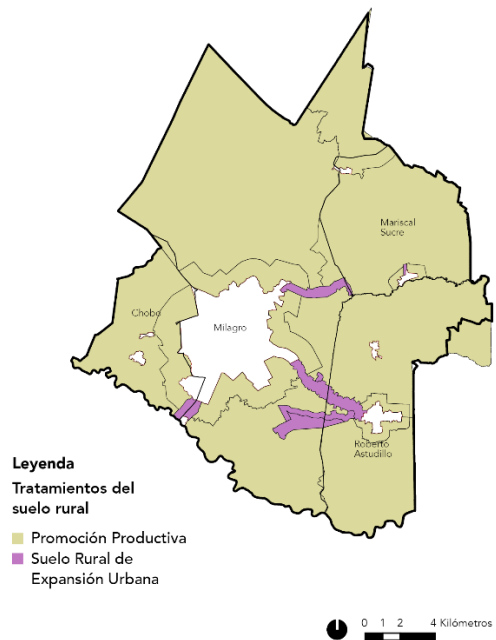 Mariscal
Sucre
Chobo
Milagro
Roberto
Astudillo
Leyenda
Tratamientos del
suelo rural
Promoción Productiva
Suelo Rural de
Expansión Urbana
0 1 2 4 Kilómetros